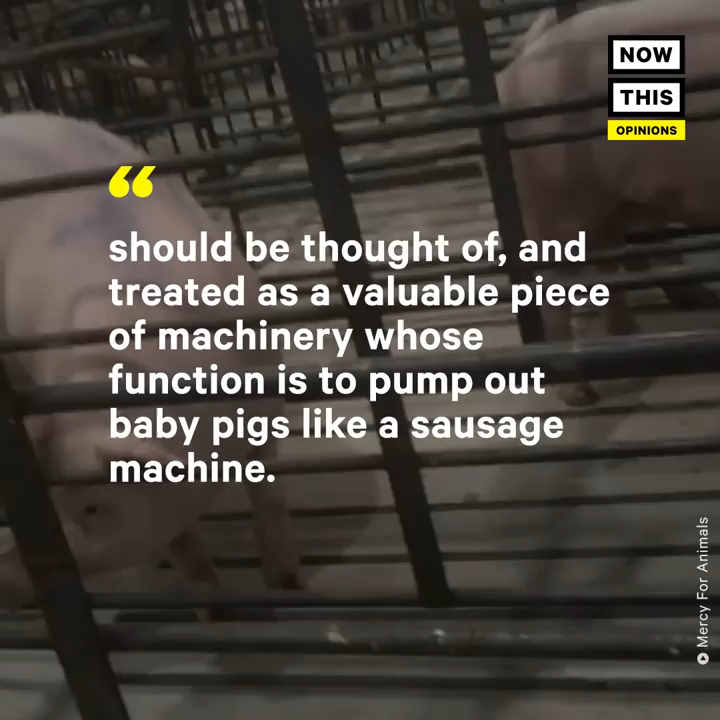 NOW
THIS
OPINIONS
“
should be thought of, and
treated as a valuable piece
of machinery whose
function is to pump out
baby pigs like a sausage
machine.
Mercy For Animals